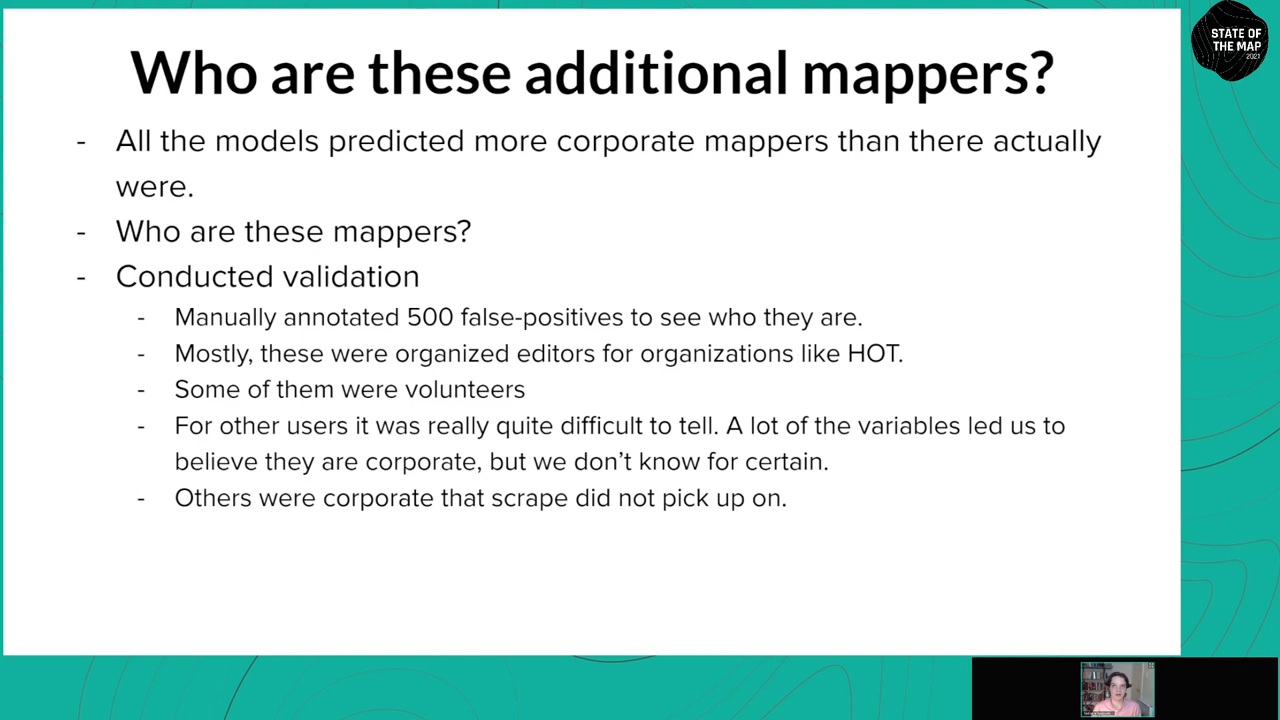 Who are these additional mappers?
- All the models predicted more corporate mappers than there actually
were.
- Who are these mappers?
- Conducted validation
- Manually annotated 500 false-positives to see who they are.
- Mostly, these were organized editors for organizations like HOT.
- Some of them were volunteers
- For other users it was really quite difficult to tell. A lot of the variables led us to
believe they are corporate, but we don’t know for certain.
- Others were corporate that scrape did not pick up on.
STATE OF
THE MAP
2021